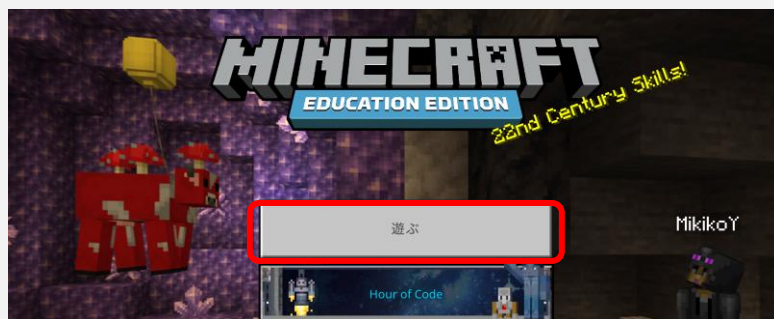 MINECRAFT
EDUCATION EDITION
22nd Century Skills!
遊ぶ
MikikoY
Hour of Code